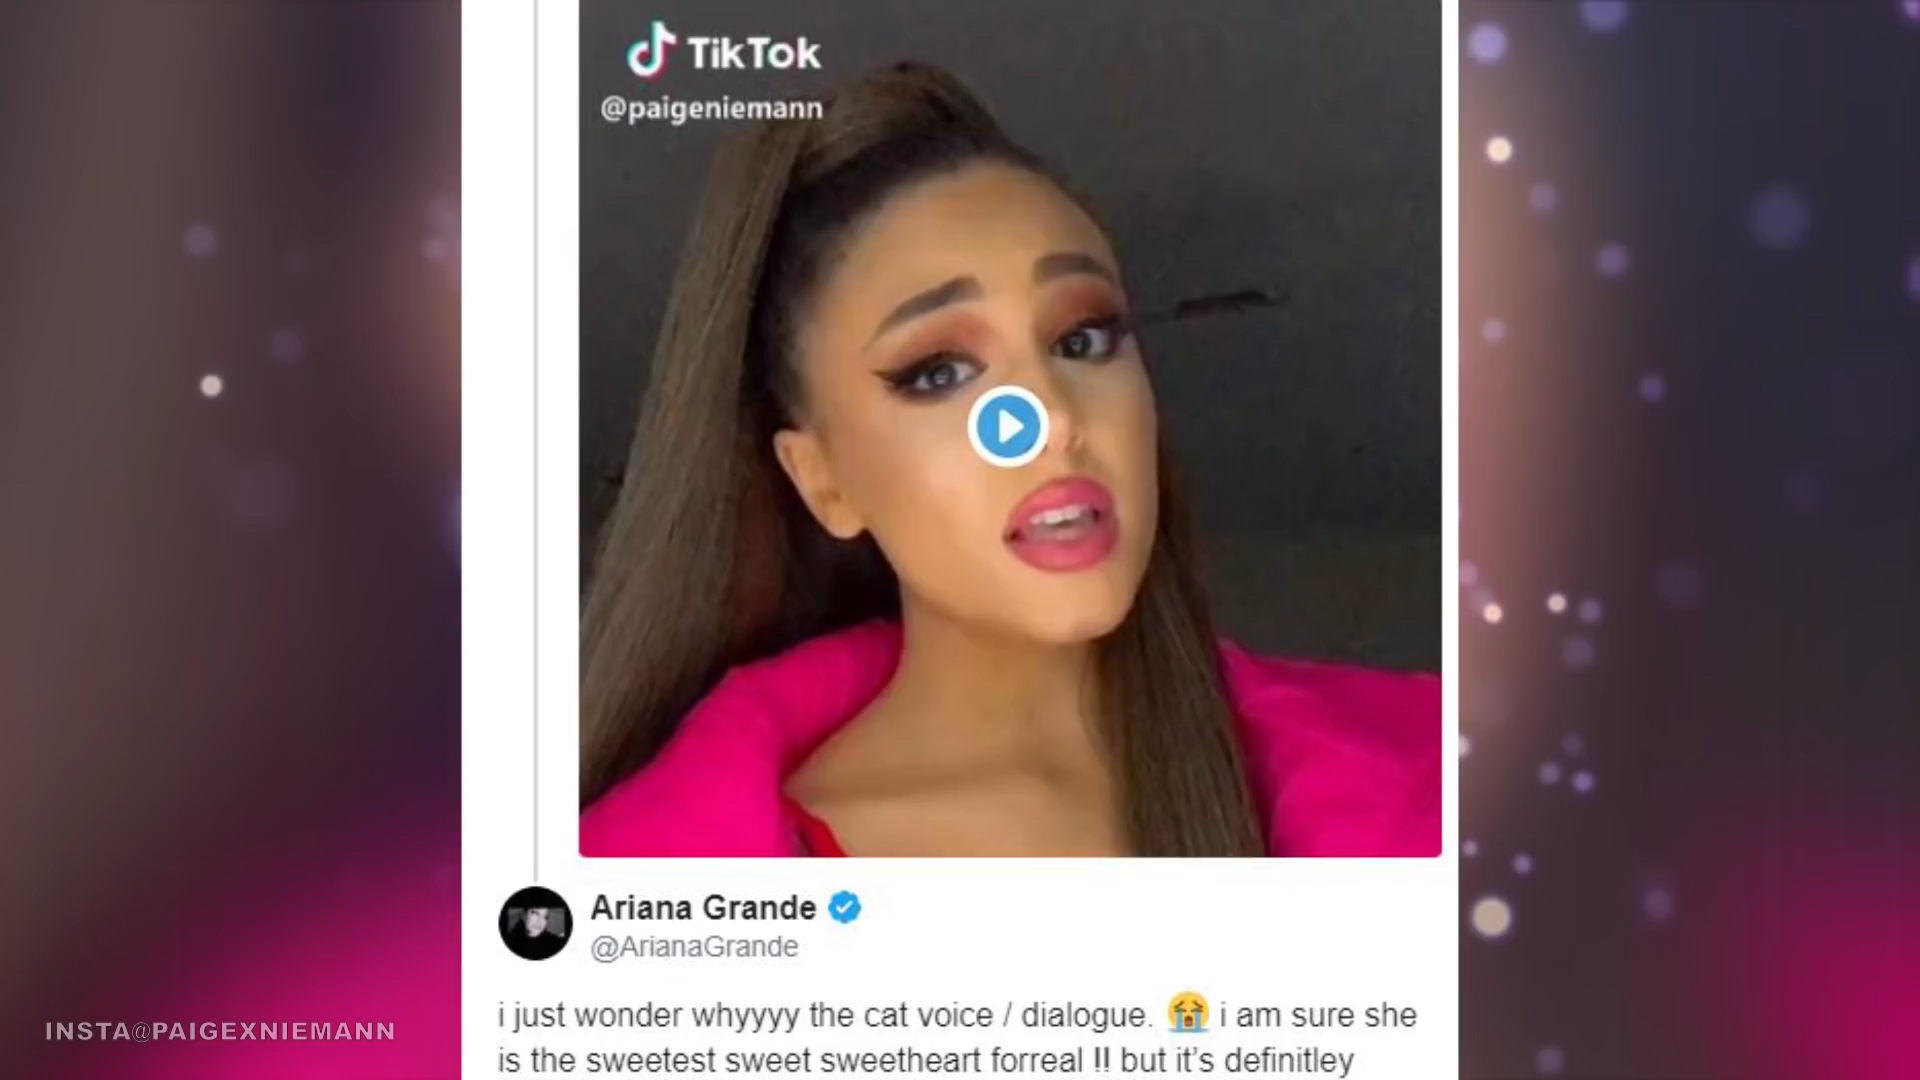 TikTok
@paigeniemann
Ariana Grande
@ArianaGrande
i just wonder whyyyy the cat voice / dialogue. 😭 i am sure she
is the sweetest sweet sweetheart forreal !! but it's definitley
INSTA@PAIGEXNIEMANN